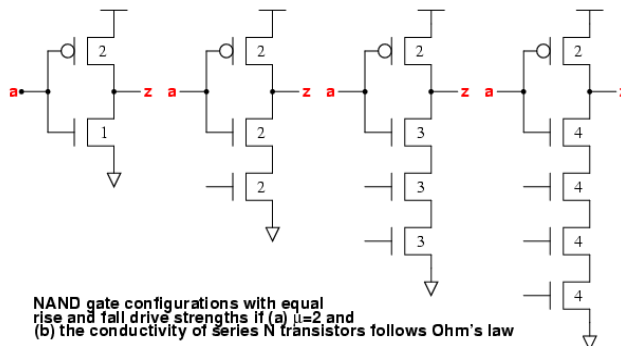 2 2 2 2
a z a z a z a z
1 2 3 4
2 3 4
3 4
4
NAND gate configurations with equal
rise and fall drive strengths if (a) μ=2 and
(b) the conductivity of series N transistors follows Ohm's law